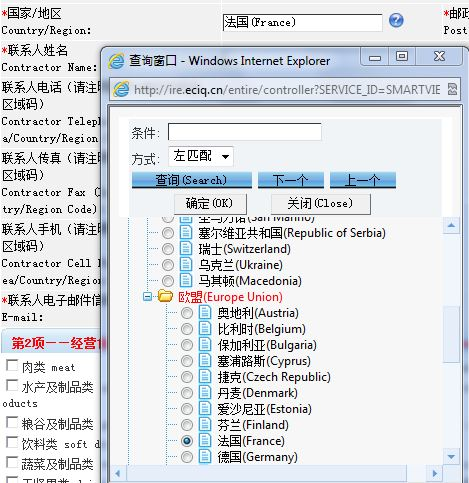 *国家/地区
Country/Region:
法国(France)
*邮政
Post
*联系人姓名
Contractor Name:
联系人电话（请注明
区域码）
Contractor Teleph
a/Country/Region
联系人传真（请注明
区域码）
Contractor Fax (
try/Region Code)
联系人手机（请注明
区域码）
Contractor Cell
ea/Country/Region
*联系人电子邮件信
E-mail:
第2项－－经营
肉类 meat
水产及制品类
oducts
粮谷及制品类
饮料类 soft d
蔬菜及制品类
查询窗口 - Windows Internet Explorer
http://ire.eciq.cn/entire/controller?SERVICE_ID=SMARTVIE
条件:
方式: 左匹配
查询(Search) 下一个 上一个
确定(OK) 关闭(Close)
圣马力诺(San Marino)
塞尔维亚共和国(Republic of Serbia)
瑞士(Switzerland)
乌克兰(Ukraine)
马其顿(Macedonia)
欧盟(Europe Union)
奥地利(Austria)
比利时(Belgium)
保加利亚(Bulgaria)
塞浦路斯(Cyprus)
捷克(Czech Republic)
丹麦(Denmark)
爱沙尼亚(Estonia)
芬兰(Finland)
法国(France)
德国(Germany)